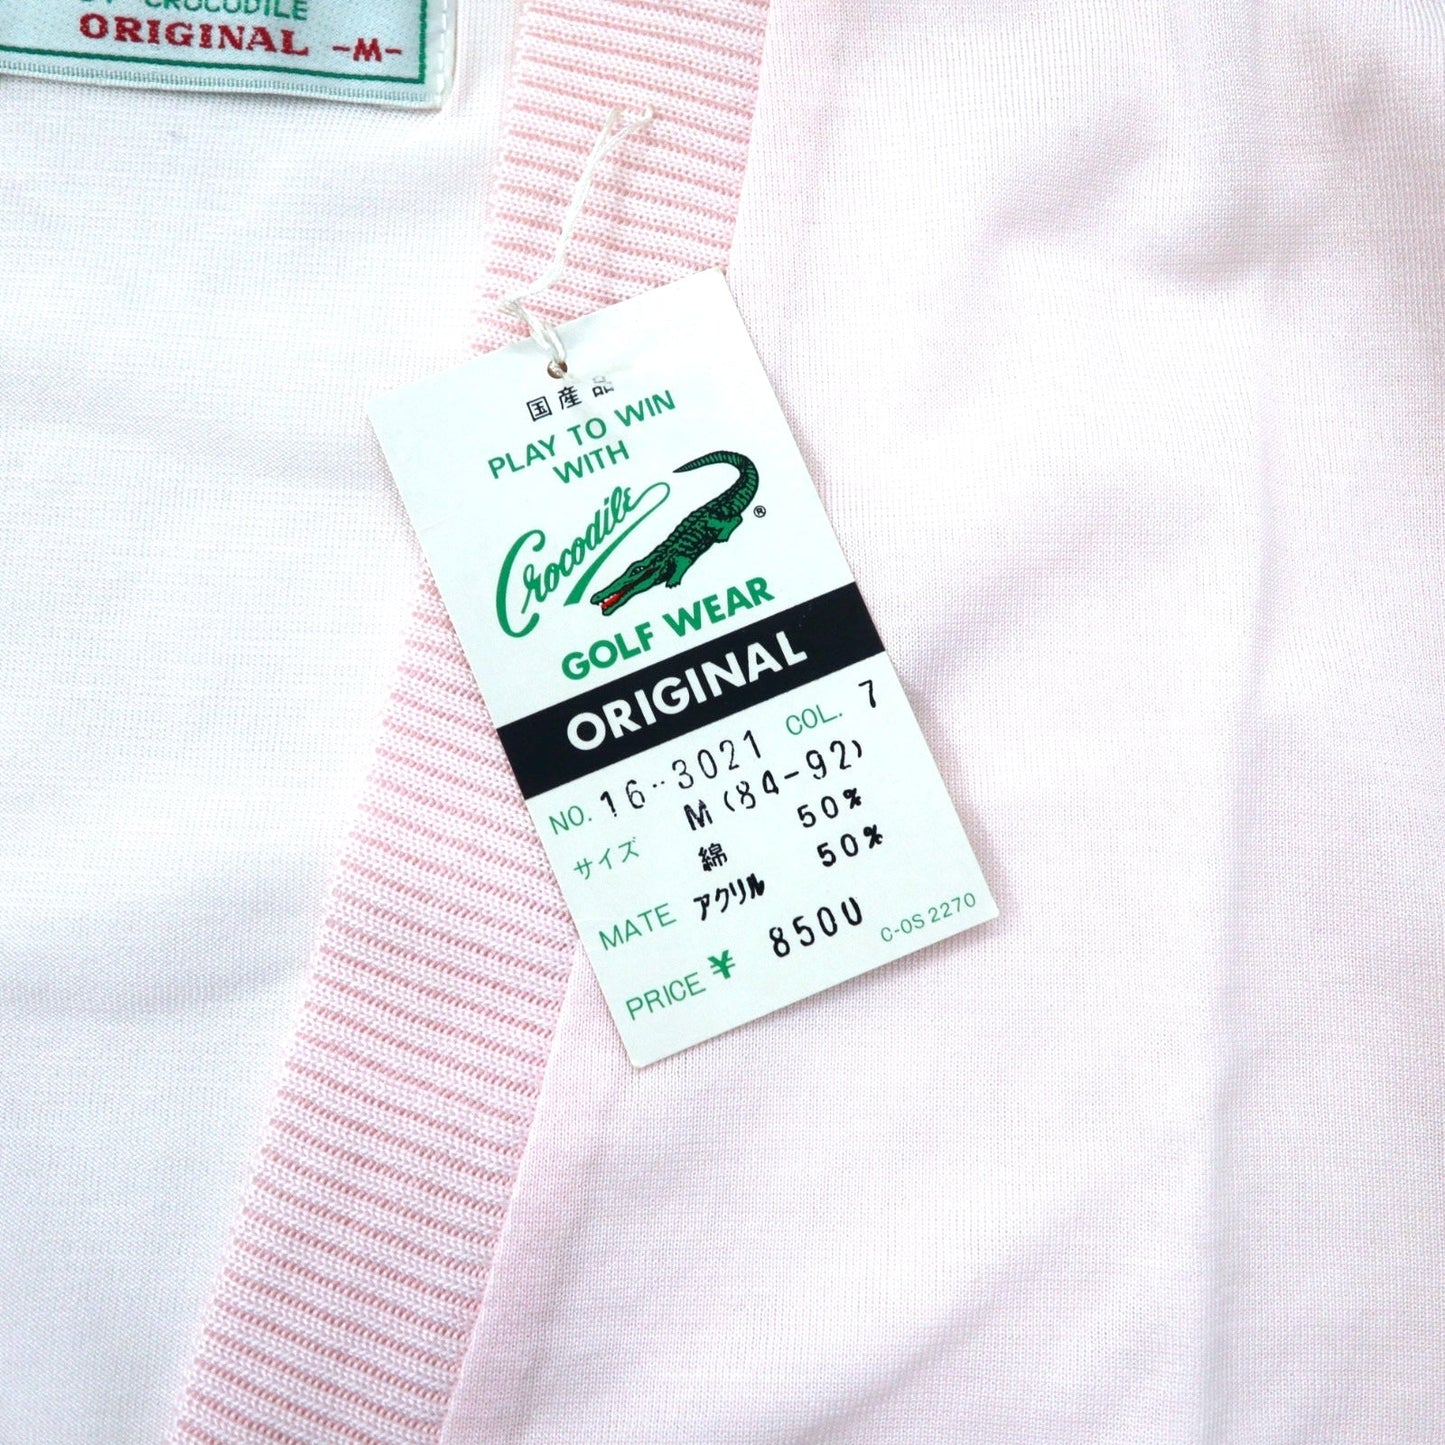 BY CROCODILE
ORIGINAL -M-
国産品
PLAY TO WIN
WITH
Crocodile
®
GOLF WEAR
ORIGINAL
NO. 16-3021 COL. 7
サイズ M (84-92)
綿 50%
MATE アクリル 50%
PRICE ¥ 8500
C-OS 2270